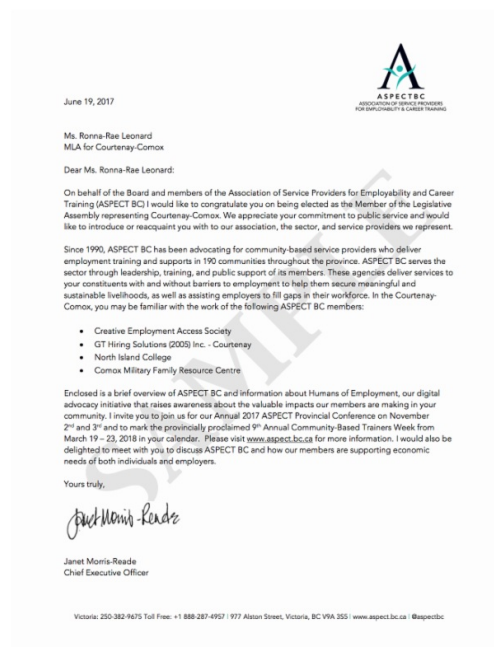 ASPECTBC
ASSOCIATION OF SERVICE PROVIDERS
FOR EMPLOYABILITY & CAREER TRAINING
June 19, 2017
Ms. Ronna-Rae Leonard
MLA for Courtenay-Comox
Dear Ms. Ronna-Rae Leonard:
On behalf of the Board and members of the Association of Service Providers for Employability and Career
Training (ASPECT BC) I would like to congratulate you on being elected as the Member of the Legislative
Assembly representing Courtenay-Comox. We appreciate your commitment to public service and would
like to introduce or reacquaint you with to our association, the sector, and service providers we represent.
Since 1990, ASPECT BC has been advocating for community-based service providers who deliver
employment training and supports in 190 communities throughout the province. ASPECT BC serves the
sector through leadership, training, and public support of its members. These agencies deliver services to
your constituents with and without barriers to employment to help them secure meaningful and
sustainable livelihoods, as well as assisting employers to fill gaps in their workforce. In the Courtenay-
Comox, you may be familiar with the work of the following ASPECT BC members:
• Creative Employment Access Society
• GT Hiring Solutions (2005) Inc. - Courtenay
• North Island College
• Comox Military Family Resource Centre
Enclosed is a brief overview of ASPECT BC and information about Humans of Employment, our digital
advocacy initiative that raises awareness about the valuable impacts our members are making in your
community. I invite you to join us for our Annual 2017 ASPECT Provincial Conference on November
2nd and 3rd and to mark the provincially proclaimed 9th Annual Community-Based Trainers Week from
March 19 – 23, 2018 in your calendar. Please visit www.aspect.bc.ca for more information. I would also be
delighted to meet with you to discuss ASPECT BC and how our members are supporting economic
needs of both individuals and employers.
Yours truly,
Janet Morris-Reade
Janet Morris-Reade
Chief Executive Officer
Victoria: 250-382-9675 Toll Free: +1 888-287-4957 | 977 Alston Street, Victoria, BC V9A 3S5 | www.aspect.bc.ca | @aspectbc
SAMPLE